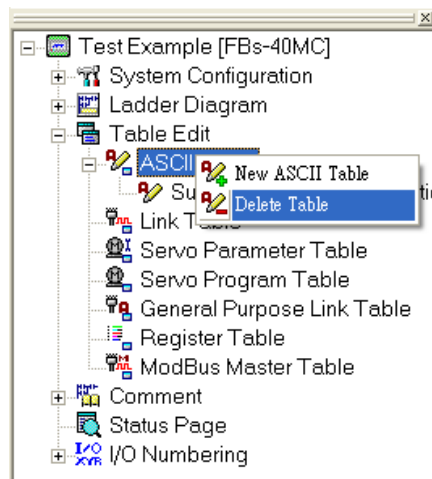 Test Example [FBs-40MC]
System Configuration
Ladder Diagram
Table Edit
ASCII
New ASCII Table
Su
Delete Table
Link Table
Servo Parameter Table
Servo Program Table
General Purpose Link Table
Register Table
ModBus Master Table
Comment
Status Page
I/O Numbering